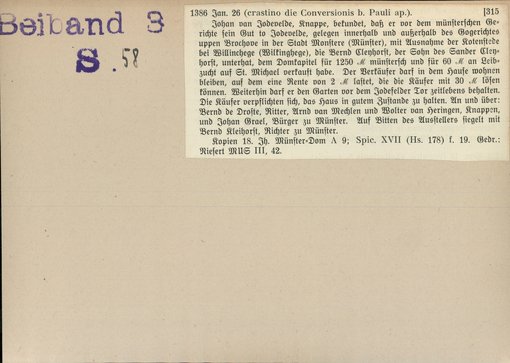 Beiband 3
S. 58
1386 Jan. 26 (crastino die Conversionis b. Pauli ap.). [315
Johan van Jodevelde, Knappe, bekundet, daß er vor dem münsterschen Ge-
richte sein Gut to Jodevelde, gelegen innerhalb und außerhalb des Gogerichtes
uppen Brochove in der Stadt Monstere (Münster), mit Ausnahme der Kotenstede
bei Willinchege (Wilkinghege), die Bernd Cleyhorst, der Sohn des Sander Cley-
horst, unterhat, dem Domkapitel für 1250 ℳ münstersch und für 60 ℳ an Leib-
zucht auf St. Michael verkauft habe. Der Verkäufer darf in dem Hause wohnen
bleiben, auf dem eine Rente von 2 ℳ lastet, die die Käufer mit 30 ℳ lösen
können. Weiterhin darf er den Garten vor dem Jodefelder Tor zeitlebens behalten.
Die Käufer verpflichten sich, das Haus in gutem Zustande zu halten. An und über:
Bernd de Droste, Ritter, Arnd van Mechlen und Wolter van Heringen, Knappen,
und Johan Grael, Bürger zu Münster. Auf Bitten des Ausstellers siegelt mit
Bernd Kleihorst, Richter zu Münster.
Kopien 18. Jh. Münster=Dom A 9; Spic. XVII (Hs. 178) f. 19. Gedr.:
Niesert MUS III, 42.